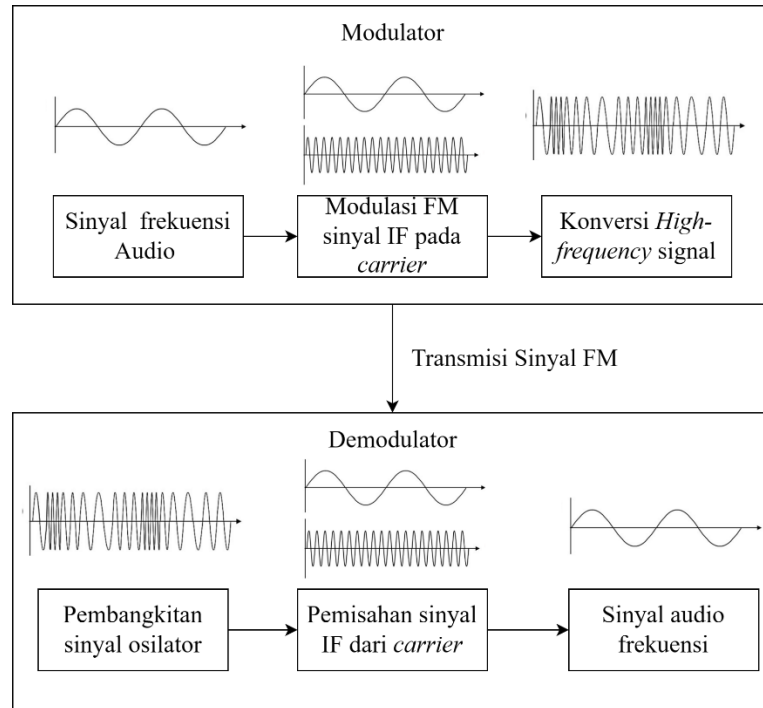 Modulator
Sinyal frekuensi
Audio
Modulasi FM
sinyal IF pada
carrier
Konversi High-
frequency signal
Transmisi Sinyal FM
Demodulator
Pembangkitan
sinyal osilator
Pemisahan sinyal
IF dari carrier
Sinyal audio
frekuensi